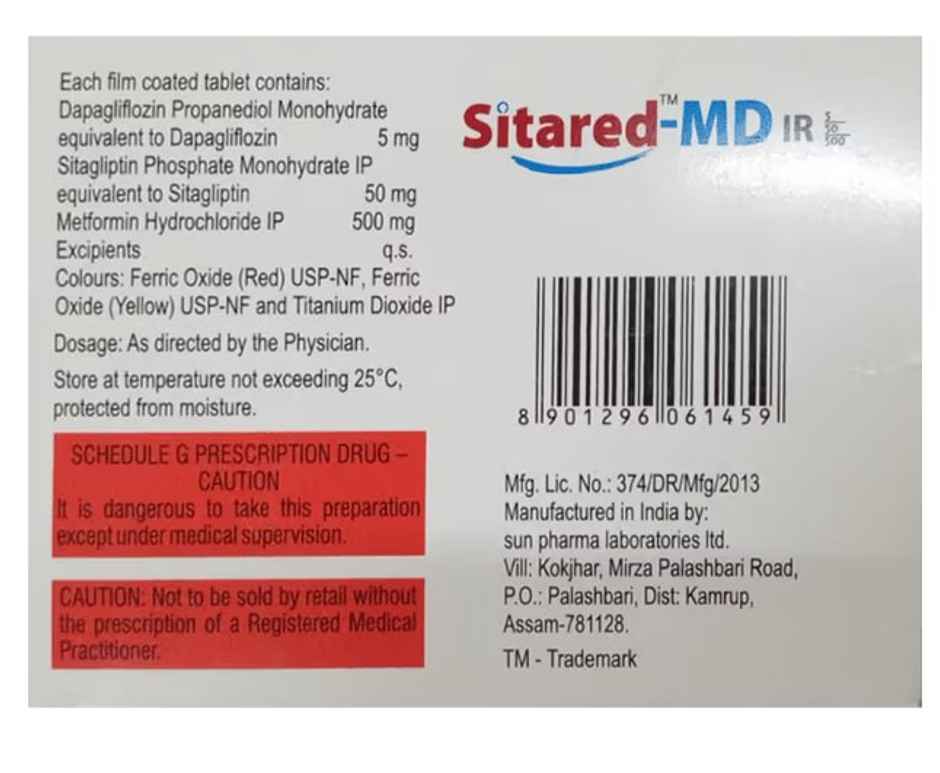 Each film coated tablet contains:
Dapagliflozin Propanediol Monohydrate
equivalent to Dapagliflozin 5 mg
Sitagliptin Phosphate Monohydrate IP
equivalent to Sitagliptin 50 mg
Metformin Hydrochloride IP 500 mg
Excipients q.s.
Colours: Ferric Oxide (Red) USP-NF, Ferric
Oxide (Yellow) USP-NF and Titanium Dioxide IP
Dosage: As directed by the Physician.
Store at temperature not exceeding 25°C,
protected from moisture.
SCHEDULE G PRESCRIPTION DRUG –
CAUTION
It is dangerous to take this preparation
except under medical supervision.
CAUTION: Not to be sold by retail without
the prescription of a Registered Medical
Practitioner.
Sitared™-MD IR 5/50/500
8 901296 061459
Mfg. Lic. No.: 374/DR/Mfg/2013
Manufactured in India by:
sun pharma laboratories ltd.
Vill: Kokjhar, Mirza Palashbari Road,
P.O.: Palashbari, Dist: Kamrup,
Assam-781128.
TM - Trademark